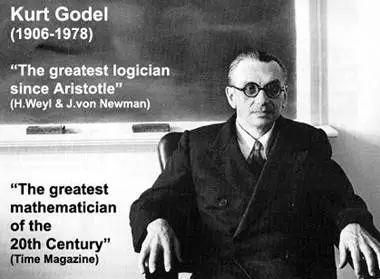 Kurt Godel
(1906-1978)
“The greatest logician
since Aristotle”
(H.Weyl & J.von Newman)
“The greatest
mathematician
of the
20th Century”
(Time Magazine)